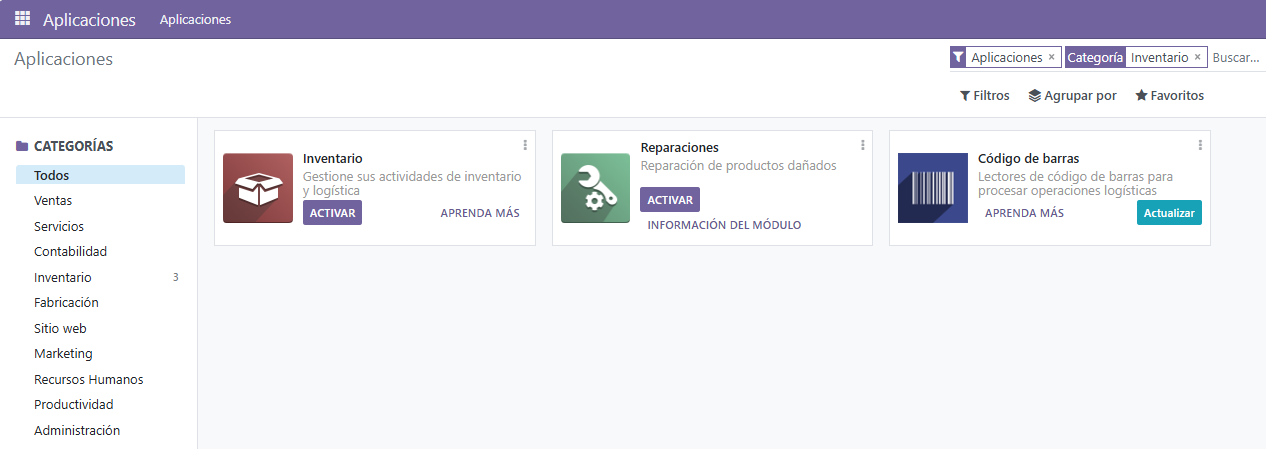 Aplicaciones Aplicaciones
Aplicaciones
Aplicaciones × Categoría Inventario × Buscar...
Filtros Agrupar por Favoritos
CATEGORÍAS
Todos
Ventas
Servicios
Contabilidad
Inventario 3
Fabricación
Sitio web
Marketing
Recursos Humanos
Productividad
Administración
Inventario
Gestione sus actividades de inventario
y logística
ACTIVAR APRENDA MÁS
Reparaciones
Reparación de productos dañados
ACTIVAR
INFORMACIÓN DEL MÓDULO
Código de barras
Lectores de código de barras para
procesar operaciones logísticas
APRENDA MÁS Actualizar